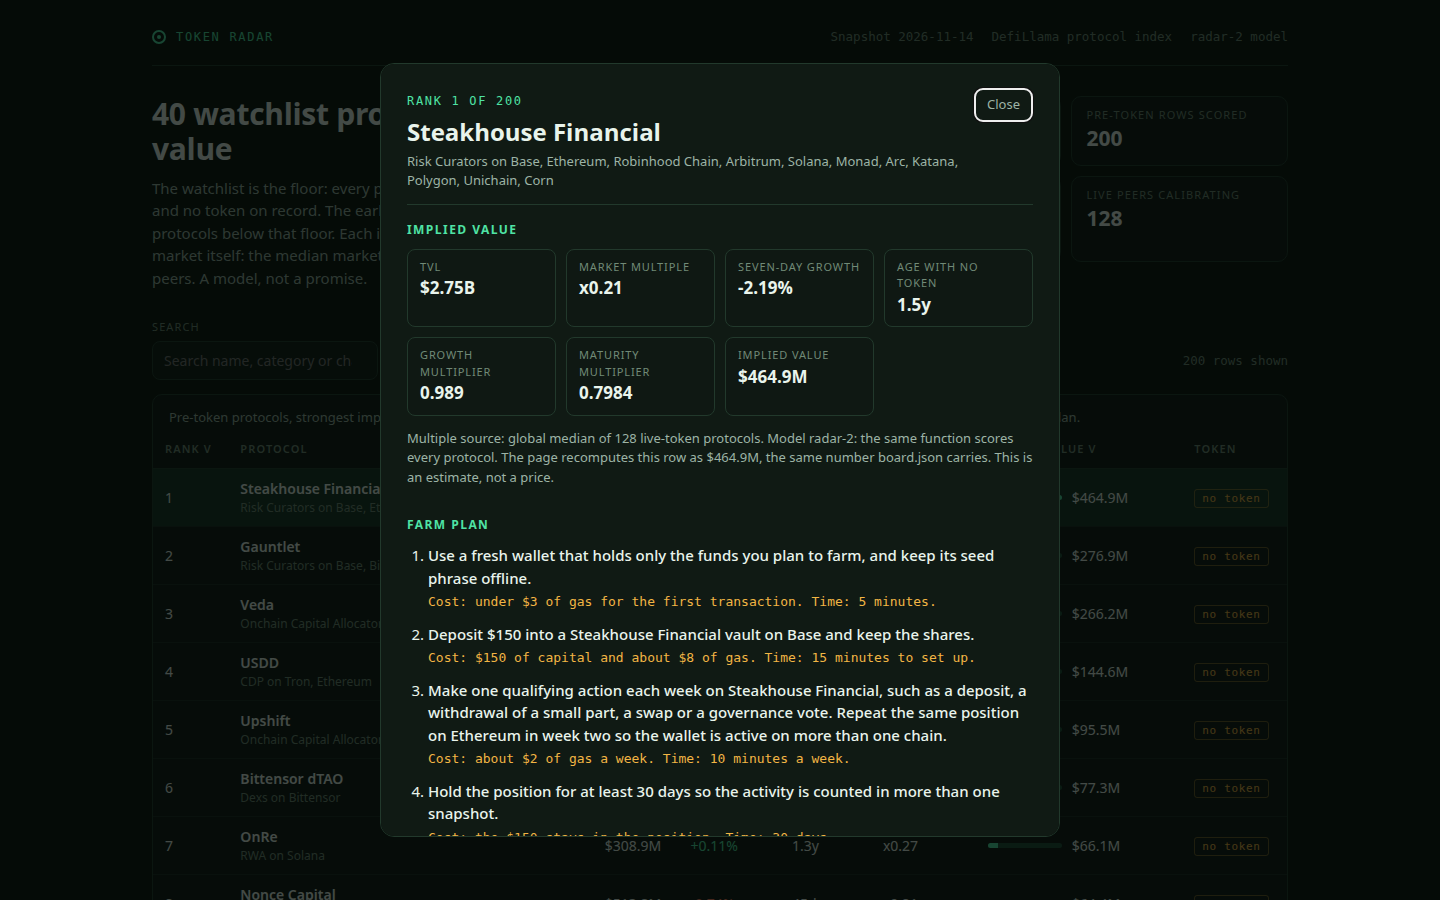 TOKEN RADAR
Snapshot 2026-11-14 DefiLlama protocol index radar-2 model
40 watchlist pro
value
The watchlist is the floor: every p
and no token on record. The earl
protocols below that floor. Each i
market itself: the median market
peers. A model, not a promise.
PRE-TOKEN ROWS SCORED
200
LIVE PEERS CALIBRATING
128
SEARCH
Search name, category or ch
200 rows shown
Pre-token protocols, strongest imp
ian.
RANK V PROTOCOL LUE V TOKEN
1 Steakhouse Financia $464.9M no token
Risk Curators on Base, Et
2 Gauntlet $276.9M no token
Risk Curators on Base, Bi
3 Veda $266.2M no token
Onchain Capital Allocator
4 USDD $144.6M no token
CDP on Tron, Ethereum
5 Upshift $95.5M no token
Onchain Capital Allocator
6 Bittensor dTAO $77.3M no token
Dexs on Bittensor
7 OnRe $308.9M +0.11% 1.3y x0.27 $66.1M no token
RWA on Solana
Nonce Capital
RANK 1 OF 200
Close
Steakhouse Financial
Risk Curators on Base, Ethereum, Robinhood Chain, Arbitrum, Solana, Monad, Arc, Katana,
Polygon, Unichain, Corn
IMPLIED VALUE
TVL
$2.75B
MARKET MULTIPLE
x0.21
SEVEN-DAY GROWTH
-2.19%
AGE WITH NO
TOKEN
1.5y
GROWTH
MULTIPLIER
0.989
MATURITY
MULTIPLIER
0.7984
IMPLIED VALUE
$464.9M
Multiple source: global median of 128 live-token protocols. Model radar-2: the same function scores
every protocol. The page recomputes this row as $464.9M, the same number board.json carries. This is
an estimate, not a price.
FARM PLAN
1. Use a fresh wallet that holds only the funds you plan to farm, and keep its seed
phrase offline.
Cost: under $3 of gas for the first transaction. Time: 5 minutes.
2. Deposit $150 into a Steakhouse Financial vault on Base and keep the shares.
Cost: $150 of capital and about $8 of gas. Time: 15 minutes to set up.
3. Make one qualifying action each week on Steakhouse Financial, such as a deposit, a
withdrawal of a small part, a swap or a governance vote. Repeat the same position
on Ethereum in week two so the wallet is active on more than one chain.
Cost: about $2 of gas a week. Time: 10 minutes a week.
4. Hold the position for at least 30 days so the activity is counted in more than one
snapshot.
Cost: the $150 stays in the position. Time: 30 days.